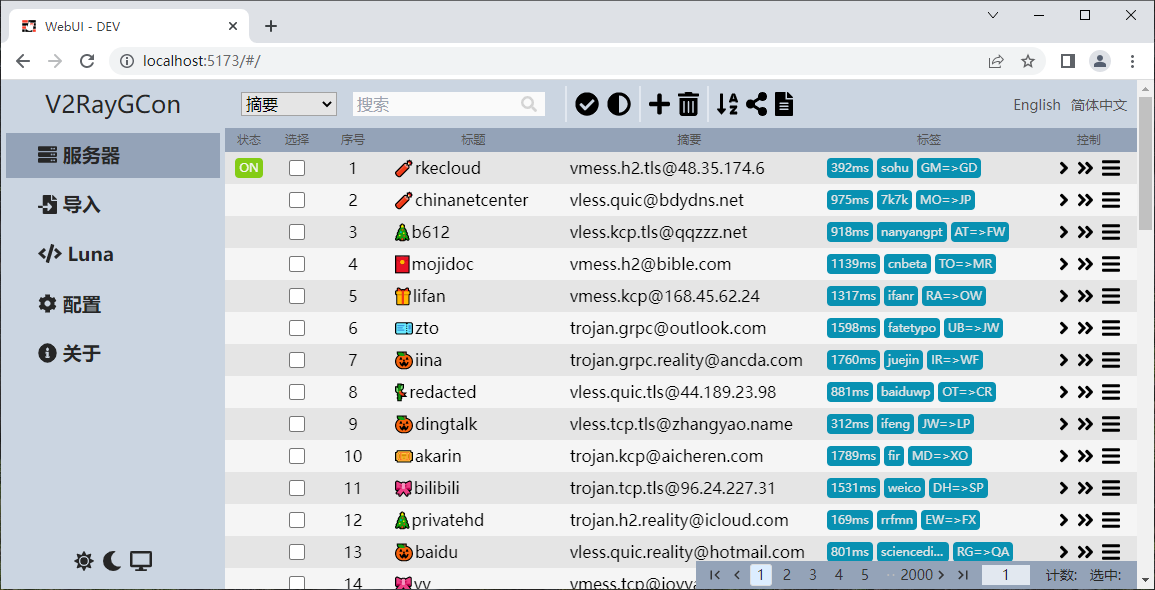 WebUI - DEV
localhost:5173/#/
V2RayGCon 摘要 搜索 English 简体中文
服务器
导入
Luna
配置
关于
状态 选择 序号 标题 摘要 标签 控制
ON 1 rkecloud vmess.h2.tls@48.35.174.6 392ms sohu GM=>GD
2 chinanetcenter vless.quic@bdydns.net 975ms 7k7k MO=>JP
3 b612 vless.kcp.tls@qqzzz.net 918ms nanyangpt AT=>FW
4 mojidoc vmess.h2@bible.com 1139ms cnbeta TO=>MR
5 lifan vmess.kcp@168.45.62.24 1317ms ifanr RA=>OW
6 zto trojan.grpc@outlook.com 1598ms fatetypo UB=>JW
7 iina trojan.grpc.reality@ancda.com 1760ms juejin IR=>WF
8 redacted vless.quic.tls@44.189.23.98 881ms baiduwp OT=>CR
9 dingtalk vless.tcp.tls@zhangyao.name 312ms ifeng JW=>LP
10 akarin trojan.kcp@aicheren.com 1789ms fir MD=>XO
11 bilibili trojan.tcp.tls@96.24.227.31 1531ms weico DH=>SP
12 privatehd trojan.h2.reality@icloud.com 169ms rrfmn EW=>FX
13 baidu vless.quic.reality@hotmail.com 801ms sciencedi... RG=>QA
14
1 2 3 4 5 ·· 2000 1 计数: 选中: